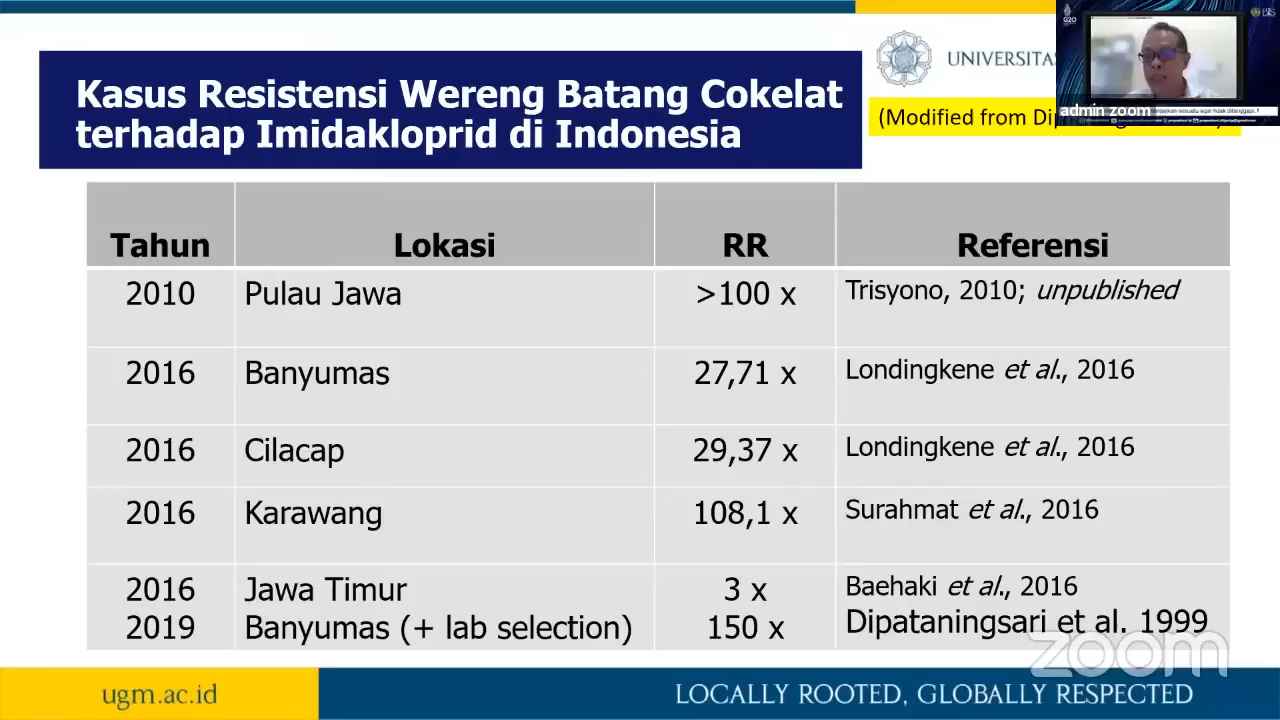 Kasus Resistensi Wereng Batang Cokelat
terhadap Imidakloprid di Indonesia
UNIVERSITAS
(Modified from
G20
admin zoom
Tahun Lokasi RR Referensi
2010 Pulau Jawa >100 x Trisyono, 2010; unpublished
2016 Banyumas 27,71 x Londingkene et al., 2016
2016 Cilacap 29,37 x Londingkene et al., 2016
2016 Karawang 108,1 x Surahmat et al., 2016
2016 Jawa Timur 3 x Baehaki et al., 2016
2019 Banyumas (+ lab selection) 150 x Dipataningsari et al. 1999
zoom
ugm.ac.id
LOCALLY ROOTED, GLOBALLY RESPECTED